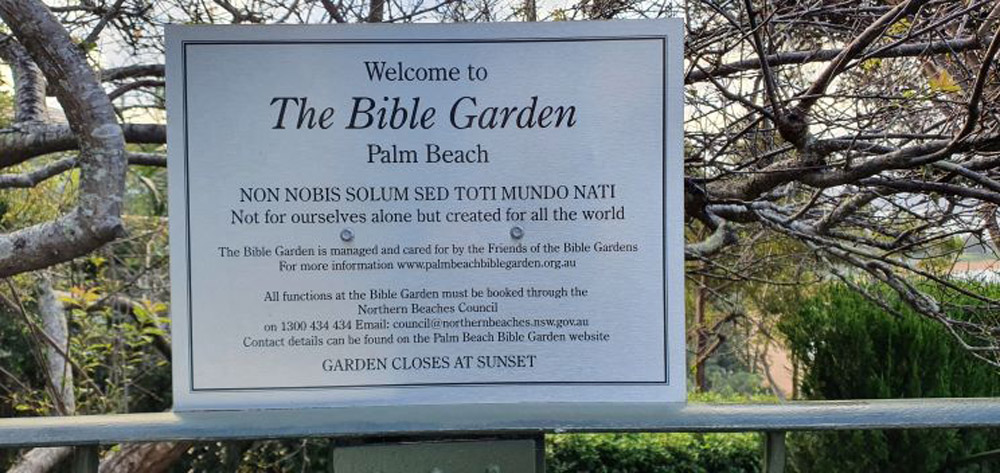 Welcome to
The Bible Garden
Palm Beach
NON NOBIS SOLUM SED TOTI MUNDO NATI
Not for ourselves alone but created for all the world
The Bible Garden is managed and cared for by the Friends of the Bible Gardens
For more information www.palmbeachbiblegarden.org.au
All functions at the Bible Garden must be booked through the
Northern Beaches Council
on 1300 434 434 Email: council@northernbeaches.nsw.gov.au
Contact details can be found on the Palm Beach Bible Garden website
GARDEN CLOSES AT SUNSET